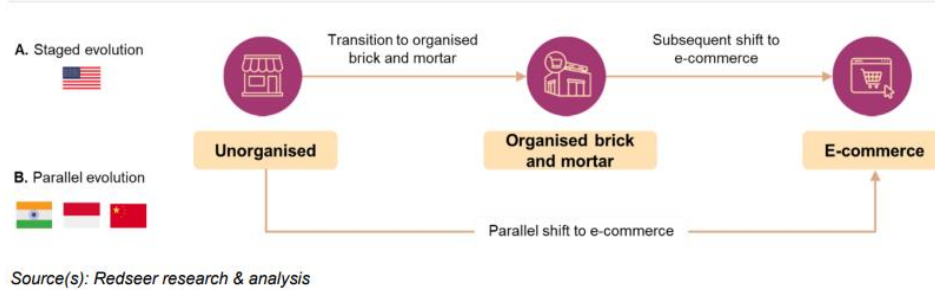 A. Staged evolution
Transition to organised
brick and mortar
Subsequent shift to
e-commerce
Unorganised
Organised brick
and mortar
E-commerce
B. Parallel evolution
Parallel shift to e-commerce
Source(s): Redseer research & analysis